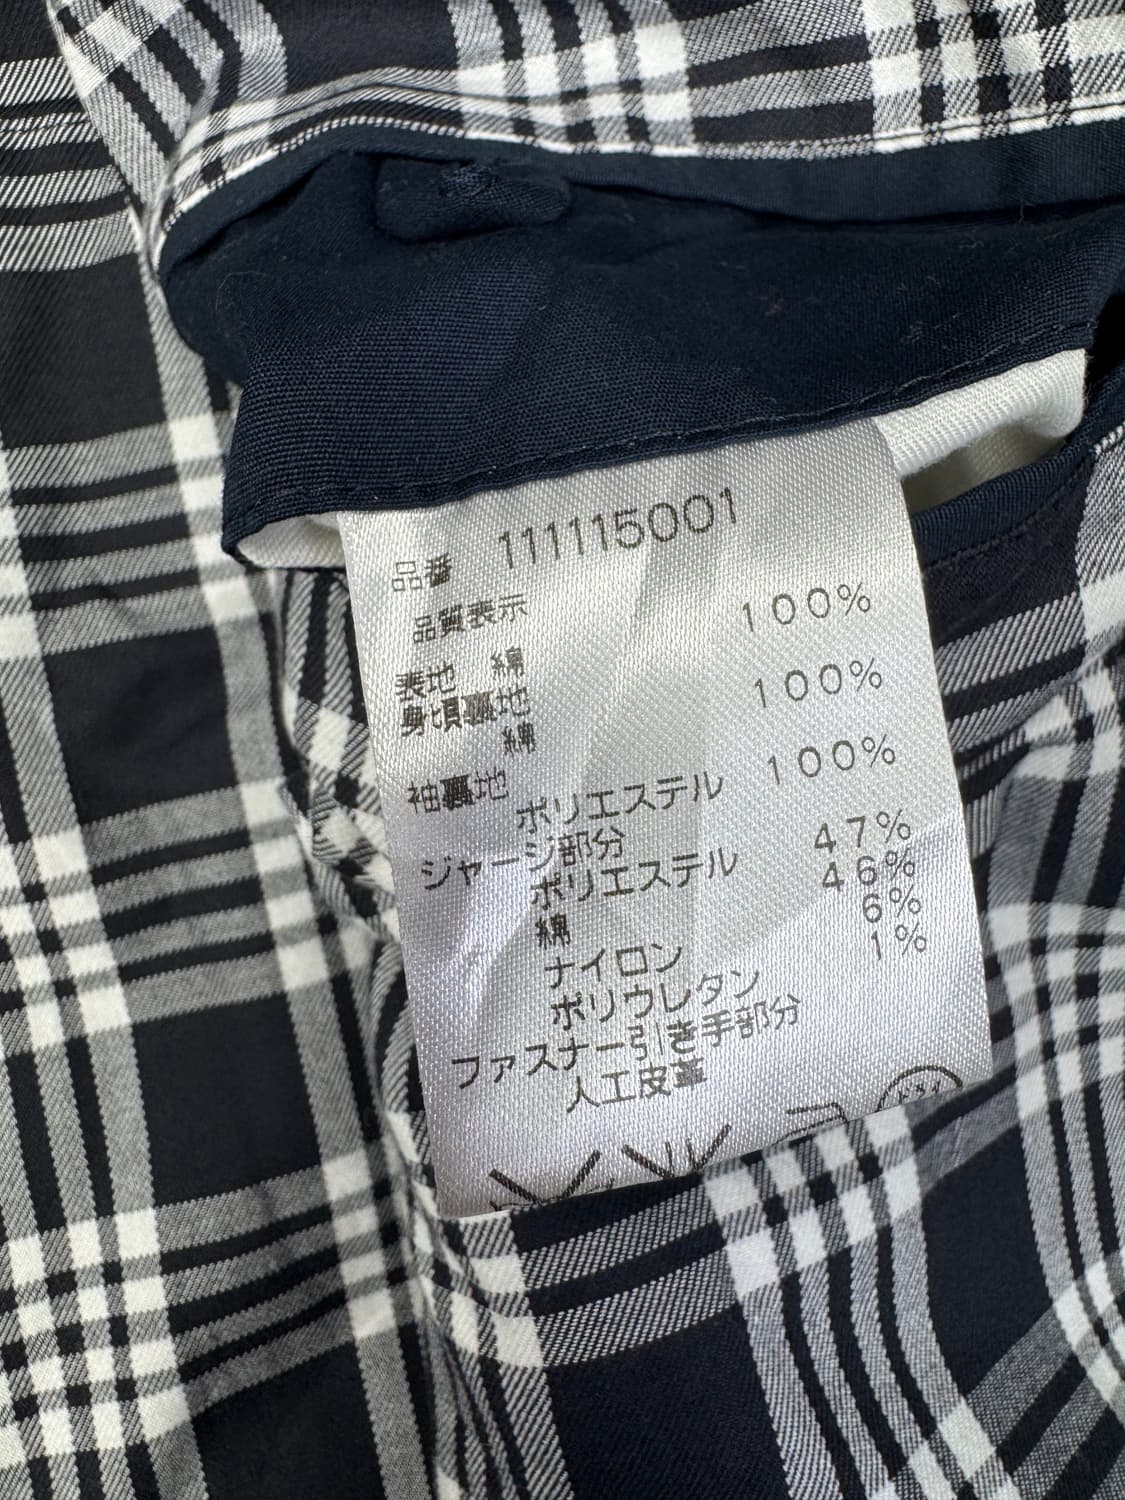 品番 111115001
品質表示
表地 綿 100%
身頃裏地
綿 100%
袖裏地
ポリエステル 100%
ジャージ部分
ポリエステル 47%
綿 46%
ナイロン 6%
ポリウレタン 1%
ファスナー引き手部分
人工皮革